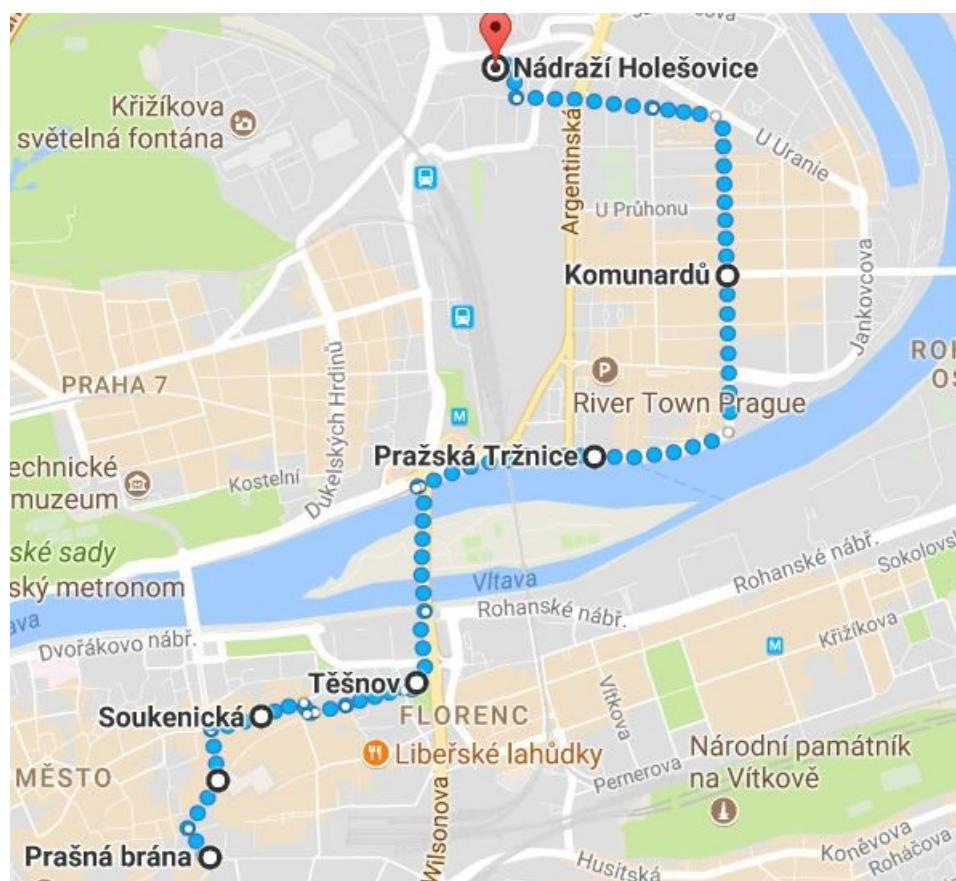 Nádraží Holešovice
Křižíkova
světelná fontána
U Uranie
Argentinská
U Průhonu
Komunardů
Jankovcova
PRAHA 7
Dukelských Hrdinů
P
River Town Prague
M
Pražská Tržnice
echnické
muzeum
Kostelní
ské sady
ský metronom
Vltava
Rohanské nábř.
Rohanské nábř.
Sokolovs
Dvořákovo nábř.
M
Křižíkova
Těšnov
Soukenická
FLORENC
Vítkova
Libeřské lahůdky
Národní památník
na Vítkově
MĚSTO
Pernerova
Wilsonova
Prašná brána
Husitská
Koněvova
Roháčova